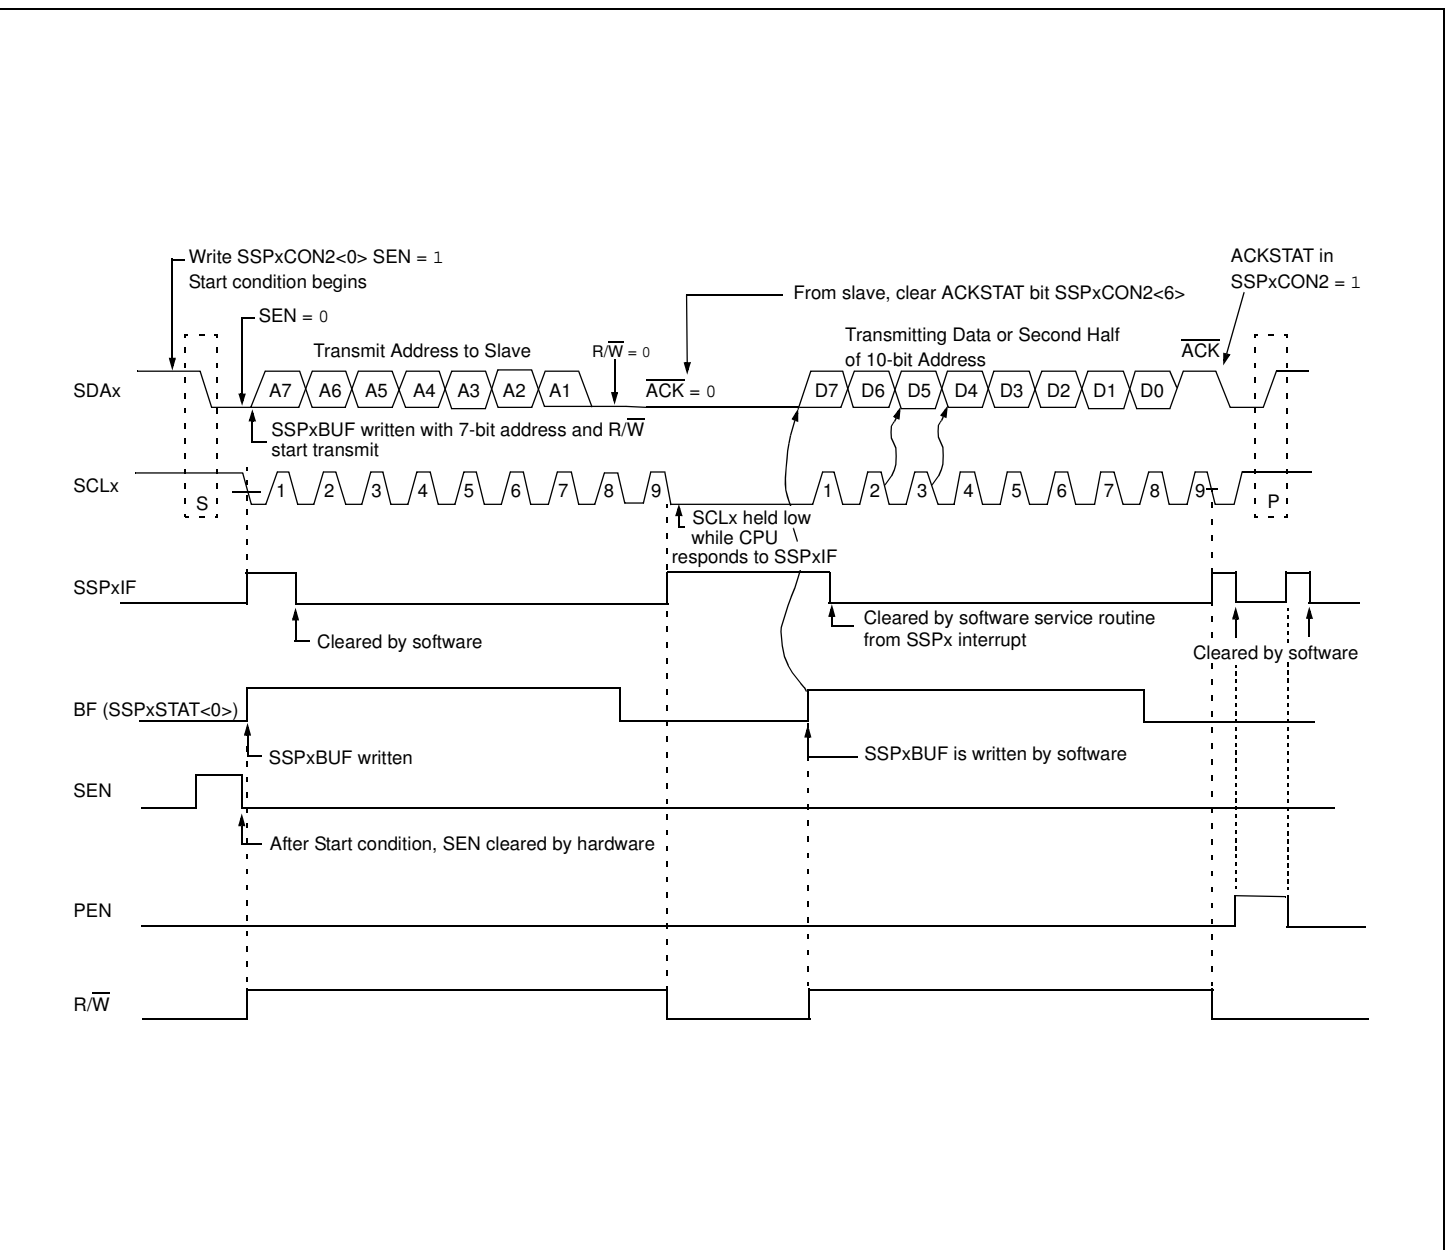 Write SSPxCON2<0> SEN = 1
Start condition begins
ACKSTAT in
SSPxCON2 = 1
From slave, clear ACKSTAT bit SSPxCON2<6>
SEN = 0
Transmit Address to Slave
R/W̅ = 0
Transmitting Data or Second Half
of 10-bit Address
A̅C̅K̅
SDAx
A7 A6 A5 A4 A3 A2 A1
A̅C̅K̅ = 0
D7 D6 D5 D4 D3 D2 D1 D0
SSPxBUF written with 7-bit address and R/W̅
start transmit
SCLx
S
1 2 3 4 5 6 7 8 9
1 2 3 4 5 6 7 8 9
P
SCLx held low
while CPU
responds to SSPxIF
SSPxIF
Cleared by software
Cleared by software service routine
from SSPx interrupt
Cleared by software
BF (SSPxSTAT<0>)
SSPxBUF written
SSPxBUF is written by software
SEN
After Start condition, SEN cleared by hardware
PEN
R/W̅